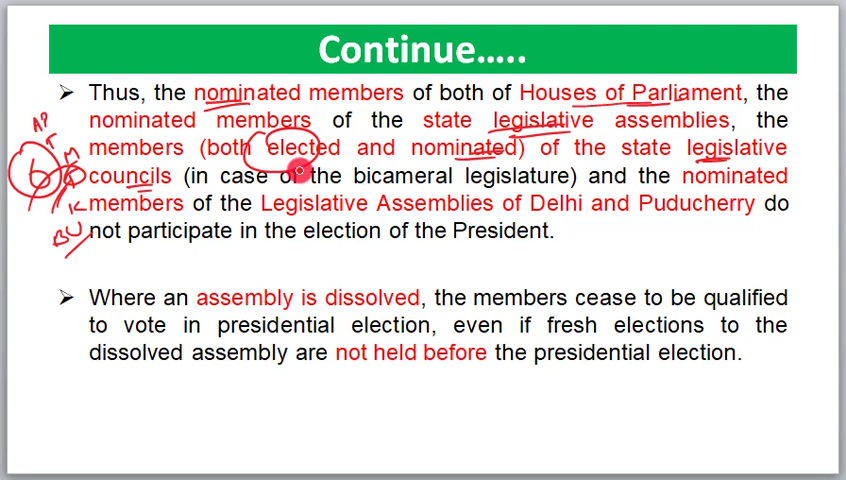 Continue.....
➢ Thus, the nominated members of both of Houses of Parliament, the
nominated members of the state legislative assemblies, the
members (both elected and nominated) of the state legislative
councils (in case of the bicameral legislature) and the nominated
members of the Legislative Assemblies of Delhi and Puducherry do
not participate in the election of the President.
➢ Where an assembly is dissolved, the members cease to be qualified
to vote in presidential election, even if fresh elections to the
dissolved assembly are not held before the presidential election.
AP
T
6
M
K
BU